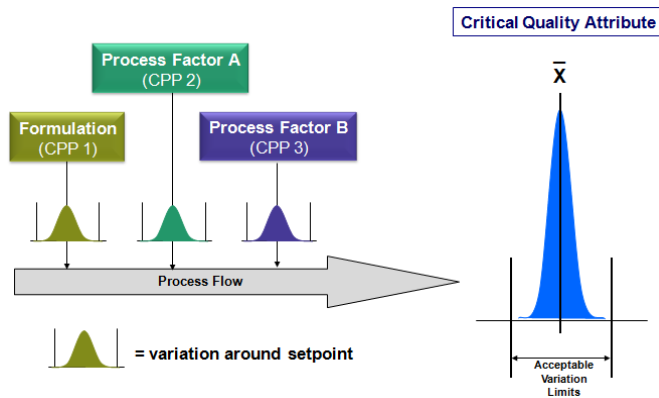 Critical Quality Attribute
Process Factor A
(CPP 2)
X̅
Formulation
(CPP 1)
Process Factor B
(CPP 3)
Process Flow
= variation around setpoint
Acceptable
Variation
Limits